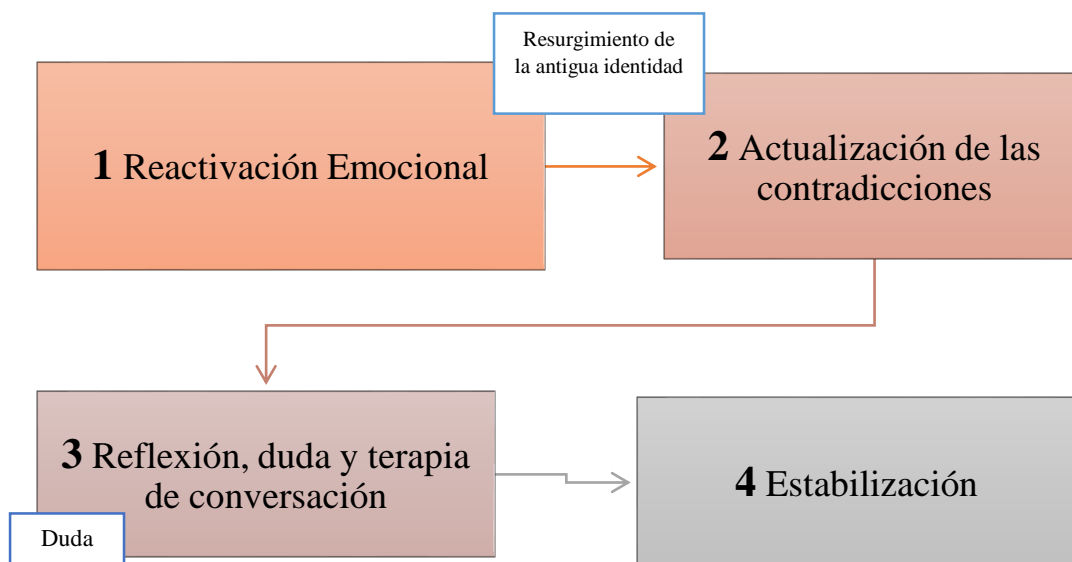 Resurgimiento de
la antigua identidad
1 Reactivación Emocional
2 Actualización de las
contradicciones
3 Reflexión, duda y terapia
de conversación
Duda
4 Estabilización